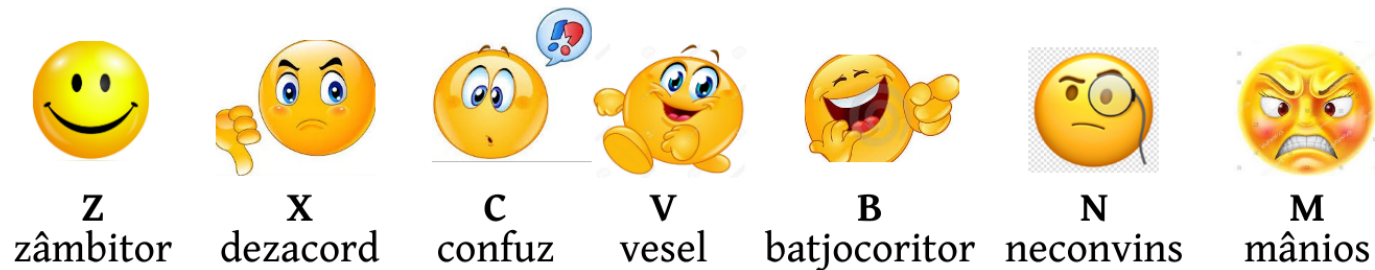 Z X C V B N M
zâmbitor dezacord confuz vesel batjocoritor neconvins mânios